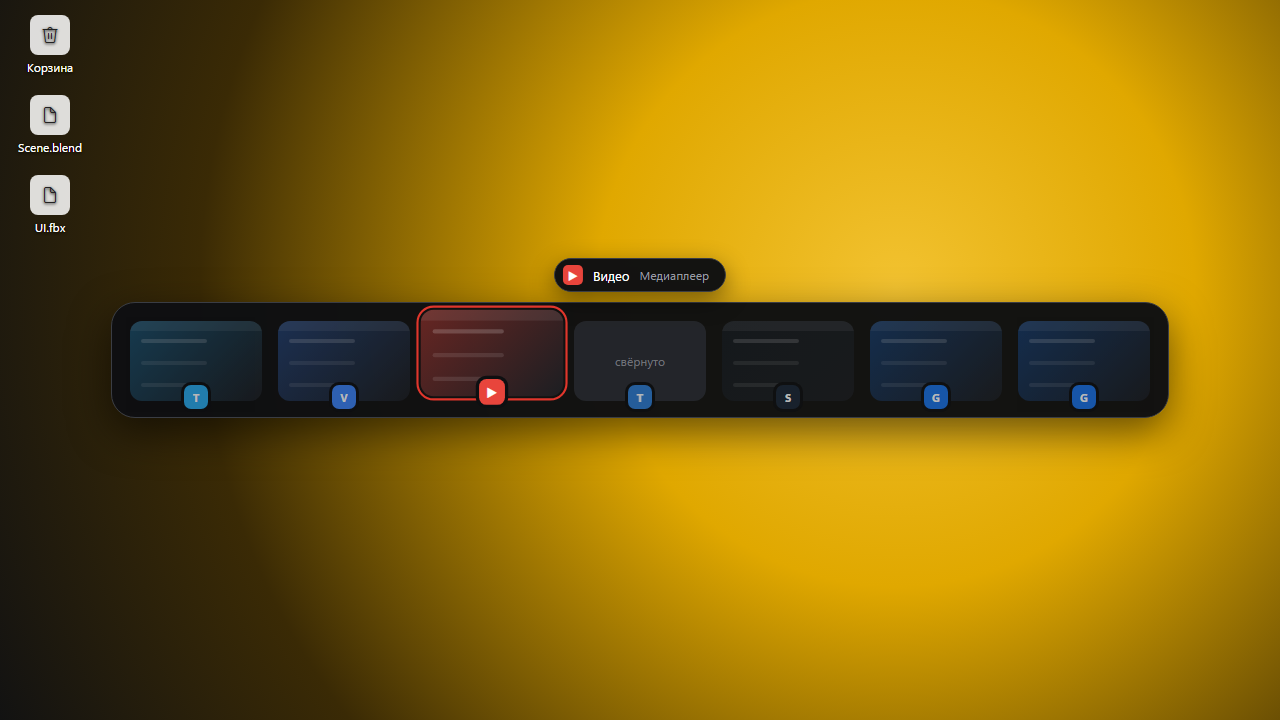 Корзина
Scene.blend
UI.fbx
Видео Медиаплеер
свёрнуто
T
V
T
S
G
G